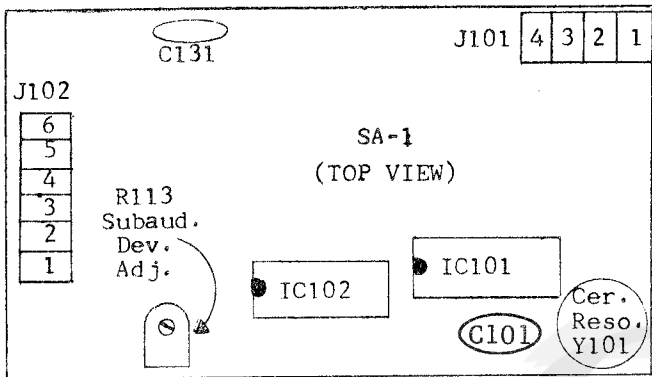 C131
J101 4 3 2 1
J102
6
5
4
3
2
1
SA-1
(TOP VIEW)
R113
Subaud.
Dev.
Adj.
IC102
IC101
C101
Cer.
Reso.
Y101